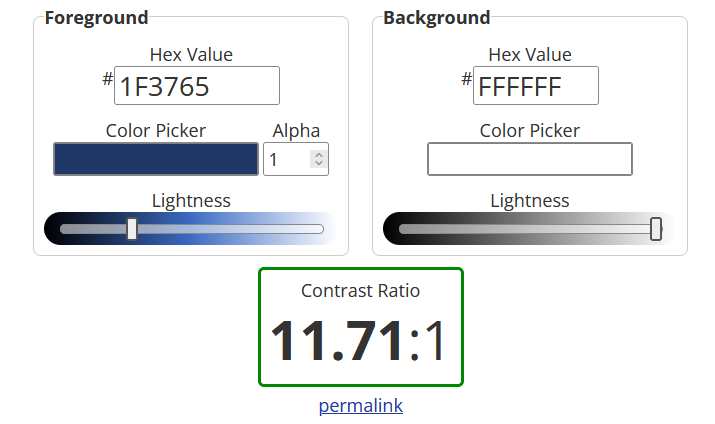 Foreground
Hex Value
#1F3765
Color Picker
Alpha
1
Lightness
Background
Hex Value
#FFFFFF
Color Picker
Lightness
Contrast Ratio
11.71:1
permalink